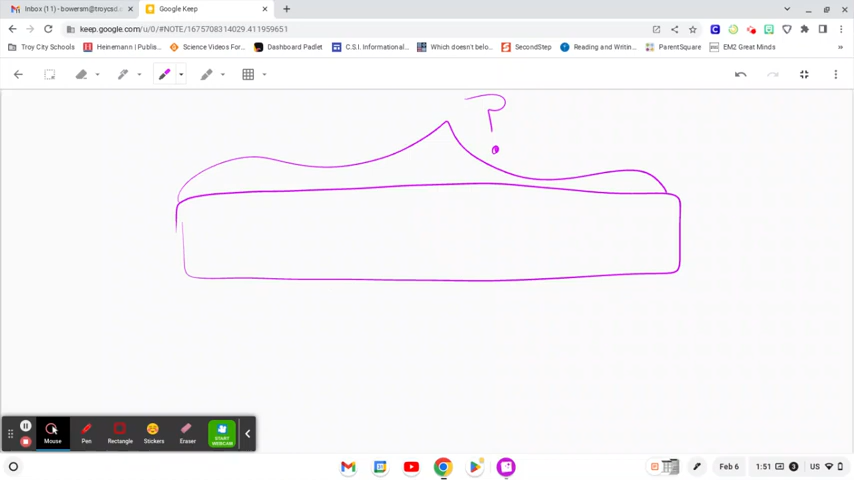 Inbox (11) - bowersm@troycsd.
Google Keep
keep.google.com/u/0/#NOTE/1675708314029.411959651
Troy City Schools
Heinemann | Publis...
Science Videos For...
Dashboard Padlet
C.S.I. Informational...
Which doesn't belo...
SecondStep
Reading and Writin...
ParentSquare
EM2 Great Minds
?
Mouse
Pen
Rectangle
Stickers
Eraser
START WEBCAM
Feb 6
1:51
3
US